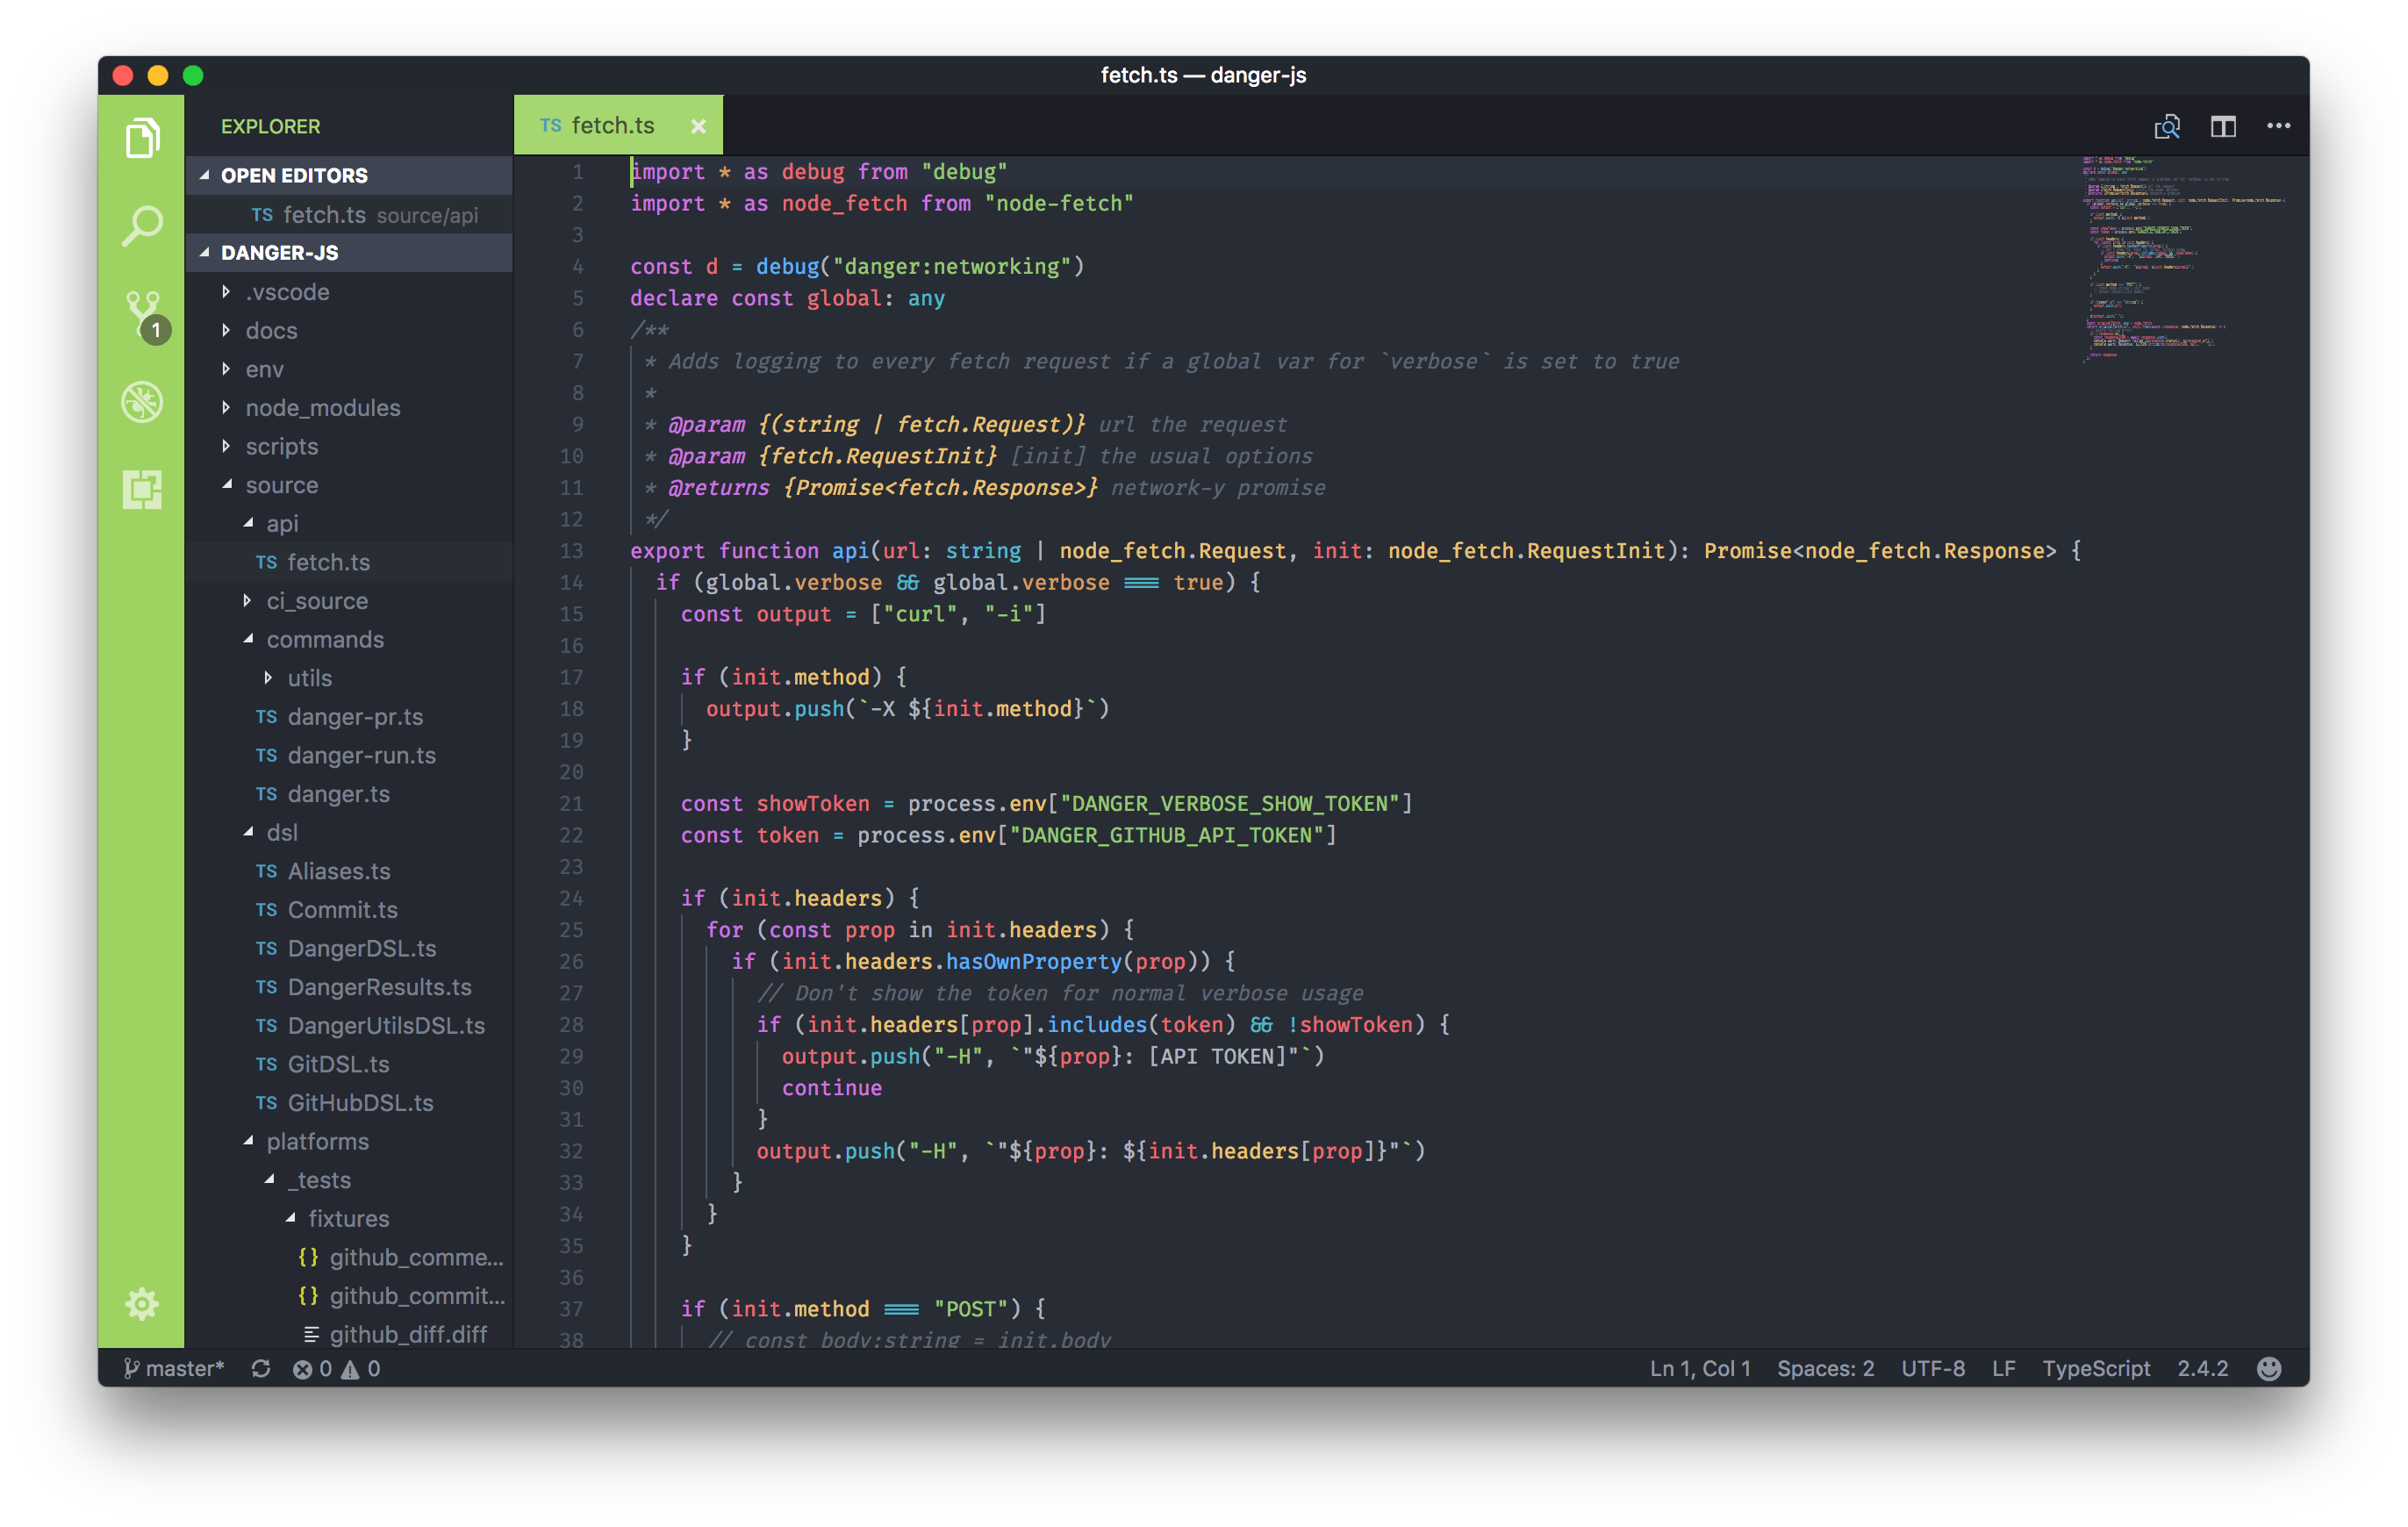 fetch.ts — danger-js
EXPLORER
OPEN EDITORS
TS fetch.ts source/api
DANGER-JS
.vscode
docs
env
node_modules
scripts
source
api
TS fetch.ts
ci_source
commands
utils
TS danger-pr.ts
TS danger-run.ts
TS danger.ts
dsl
TS Aliases.ts
TS Commit.ts
TS DangerDSL.ts
TS DangerResults.ts
TS DangerUtilsDSL.ts
TS GitDSL.ts
TS GitHubDSL.ts
platforms
_tests
fixtures
{} github_comme...
{} github_commit...
github_diff.diff
1
TS fetch.ts ×
1 import * as debug from "debug"
2 import * as node_fetch from "node-fetch"
3
4 const d = debug("danger:networking")
5 declare const global: any
6 /**
7 * Adds logging to every fetch request if a global var for `verbose` is set to true
8 *
9 * @param {(string | fetch.Request)} url the request
10 * @param {fetch.RequestInit} [init] the usual options
11 * @returns {Promise<fetch.Response>} network-y promise
12 */
13 export function api(url: string | node_fetch.Request, init: node_fetch.RequestInit): Promise<node_fetch.Response> {
14 if (global.verbose && global.verbose === true) {
15 const output = ["curl", "-i"]
16
17 if (init.method) {
18 output.push(`-X ${init.method}`)
19 }
20
21 const showToken = process.env["DANGER_VERBOSE_SHOW_TOKEN"]
22 const token = process.env["DANGER_GITHUB_API_TOKEN"]
23
24 if (init.headers) {
25 for (const prop in init.headers) {
26 if (init.headers.hasOwnProperty(prop)) {
27 // Don't show the token for normal verbose usage
28 if (init.headers[prop].includes(token) && !showToken) {
29 output.push("-H", `"${prop}: [API TOKEN]"`)
30 continue
31 }
32 output.push("-H", `"${prop}: ${init.headers[prop]}"`)
33 }
34 }
35 }
36
37 if (init.method === "POST") {
38 // const body:string = init.body
master* 0 0
Ln 1, Col 1 Spaces: 2 UTF-8 LF TypeScript 2.4.2